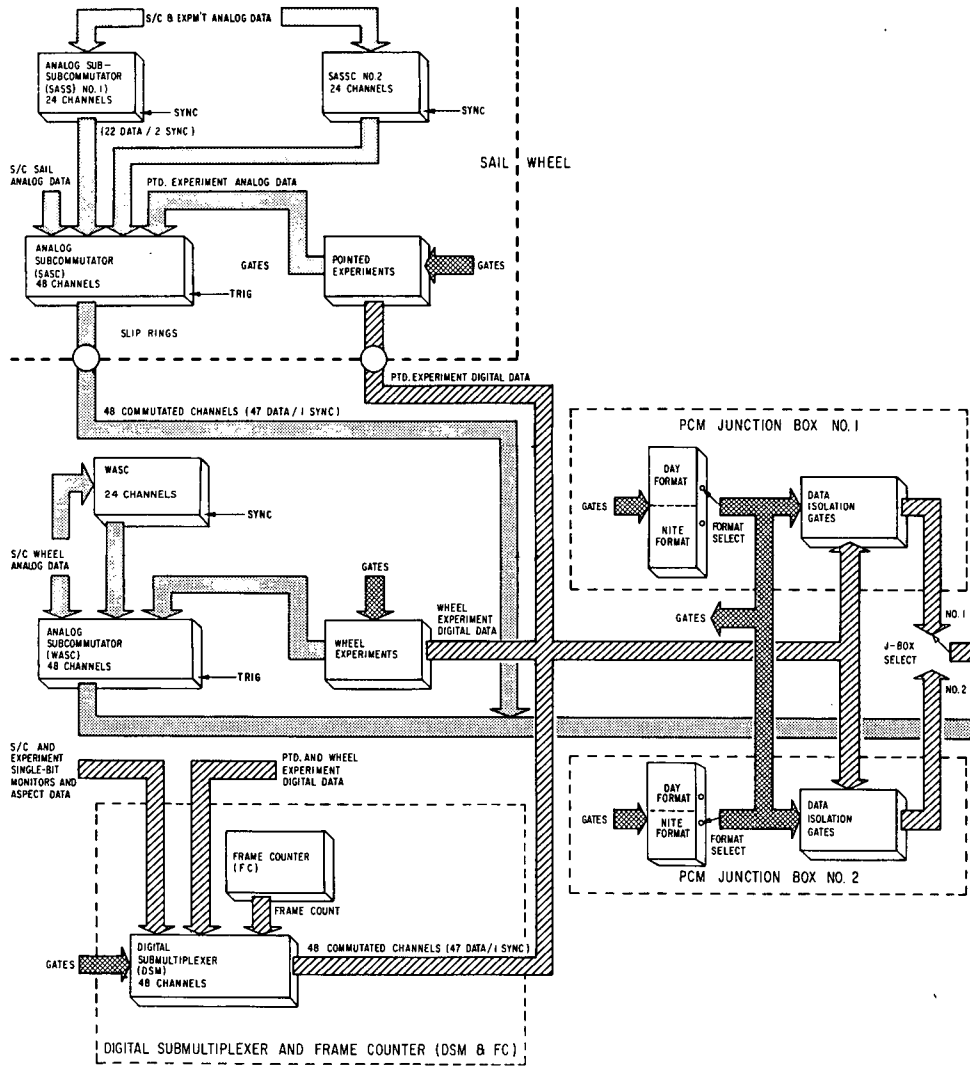 S/C & EXPM'T ANALOG DATA
ANALOG SUB-
SUBCOMMUTATOR
(SASS) NO. 1)
24 CHANNELS
SASSC NO.2
24 CHANNELS
SYNC
SYNC
(22 DATA / 2 SYNC)
SAIL
WHEEL
S/C SAIL
ANALOG DATA
PTD. EXPERIMENT ANALOG DATA
ANALOG
SUBCOMMUTATOR
(SASC)
48 CHANNELS
GATES
POINTED
EXPERIMENTS
GATES
TRIG
SLIP RINGS
PTD. EXPERIMENT DIGITAL DATA
48 COMMUTATED CHANNELS (47 DATA / 1 SYNC)
PCM JUNCTION BOX NO. 1
WASC
24 CHANNELS
SYNC
GATES
DAY
FORMAT
NITE
FORMAT
FORMAT
SELECT
DATA
ISOLATION
GATES
S/C WHEEL
ANALOG DATA
GATES
WHEEL
EXPERIMENT
DIGITAL DATA
GATES
NO. 1
J-BOX
SELECT
NO. 2
ANALOG
SUBCOMMUTATOR
(WASC)
48 CHANNELS
WHEEL
EXPERIMENTS
TRIG
S/C AND
EXPERIMENT
SINGLE-BIT
MONITORS AND
ASPECT DATA
PTD. AND WHEEL
EXPERIMENT
DIGITAL DATA
GATES
DAY
FORMAT
NITE
FORMAT
FORMAT
SELECT
DATA
ISOLATION
GATES
PCM JUNCTION BOX NO. 2
FRAME COUNTER
(FC)
FRAME COUNT
GATES
DIGITAL
SUBMULTIPLEXER
(DSM)
48 CHANNELS
48 COMMUTATED CHANNELS (47 DATA / 1 SYNC)
DIGITAL SUBMULTIPLEXER AND FRAME COUNTER (DSM & FC)